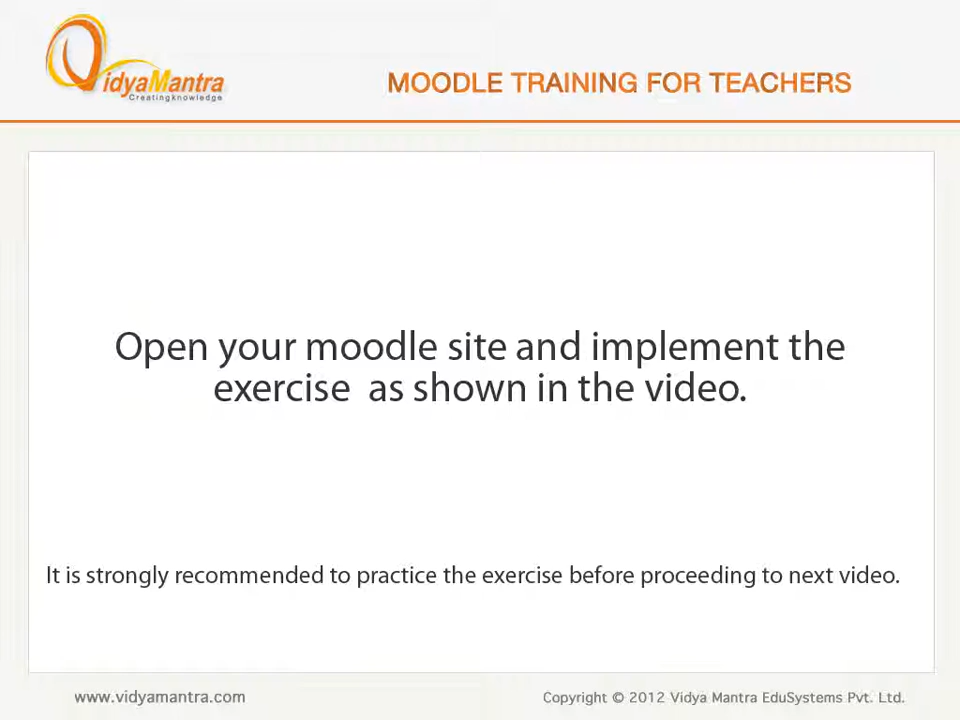 VidyaMantra
Creatingknowledge
MOODLE TRAINING FOR TEACHERS
Open your moodle site and implement the
exercise  as shown in the video.
It is strongly recommended to practice the exercise before proceeding to next video.
www.vidyamantra.com
Copyright © 2012 Vidya Mantra EduSystems Pvt. Ltd.